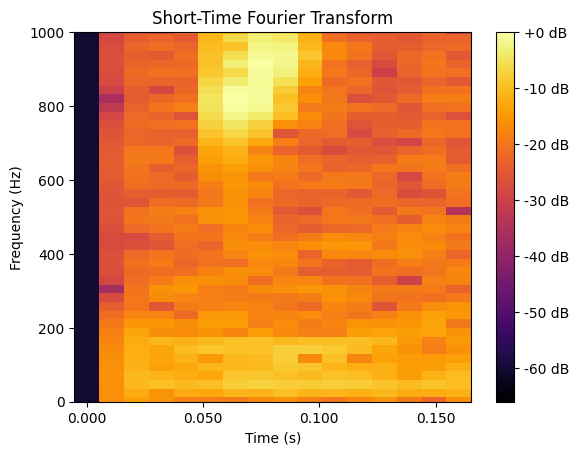 Short-Time Fourier Transform
1000
800
600
400
200
0
Frequency (Hz)
0.000
0.050
0.100
0.150
Time (s)
+0 dB
-10 dB
-20 dB
-30 dB
-40 dB
-50 dB
-60 dB